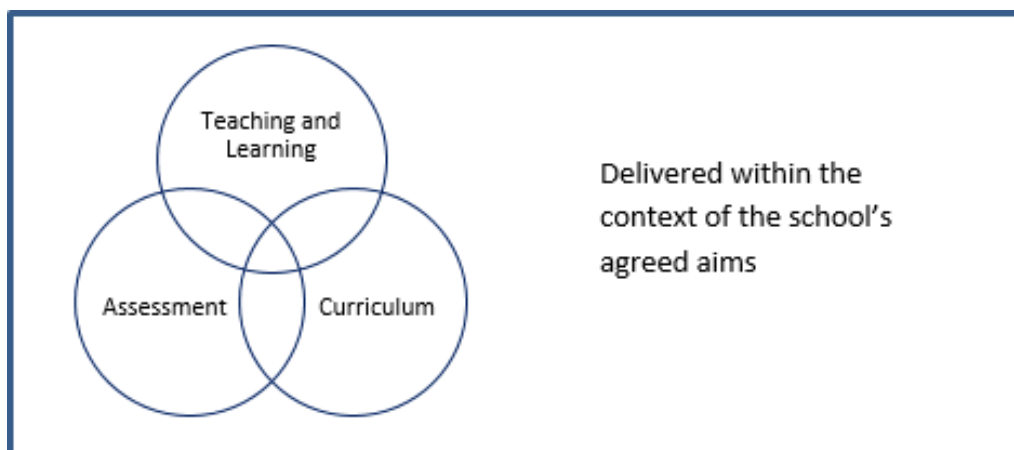 Teaching and
Learning
Assessment
Curriculum
Delivered within the
context of the school’s
agreed aims